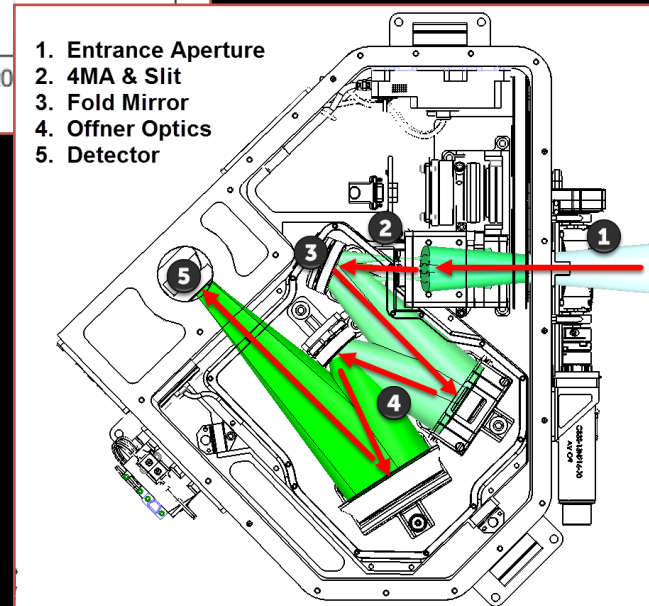 20
1. Entrance Aperture
2. 4MA & Slit
3. Fold Mirror
4. Offner Optics
5. Detector
1
2
3
5
4